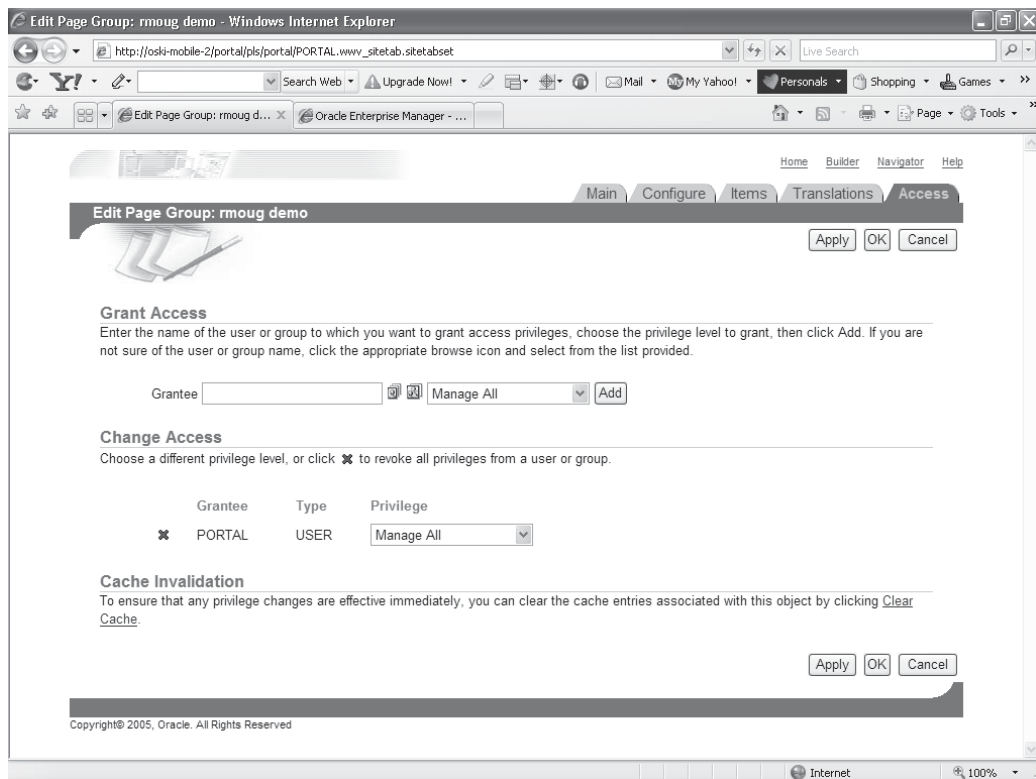 Edit Page Group: rmoug demo - Windows Internet Explorer
http://oski-mobile-2/portal/pls/portal/PORTAL.wwv_sitetab.sitetabset
Live Search
Y! Search Web Upgrade Now! Mail My My Yahoo! Personals Shopping Games »
Edit Page Group: rmoug d... Oracle Enterprise Manager - ... Page Tools »
Home Builder Navigator Help
Main Configure Items Translations Access
Edit Page Group: rmoug demo
Apply OK Cancel
Grant Access
Enter the name of the user or group to which you want to grant access privileges, choose the privilege level to grant, then click Add. If you are
not sure of the user or group name, click the appropriate browse icon and select from the list provided.
Grantee Manage All Add
Change Access
Choose a different privilege level, or click to revoke all privileges from a user or group.
Grantee Type Privilege
PORTAL USER Manage All
Cache Invalidation
To ensure that any privilege changes are effective immediately, you can clear the cache entries associated with this object by clicking Clear
Cache.
Apply OK Cancel
Copyright© 2005, Oracle. All Rights Reserved
Internet 100%